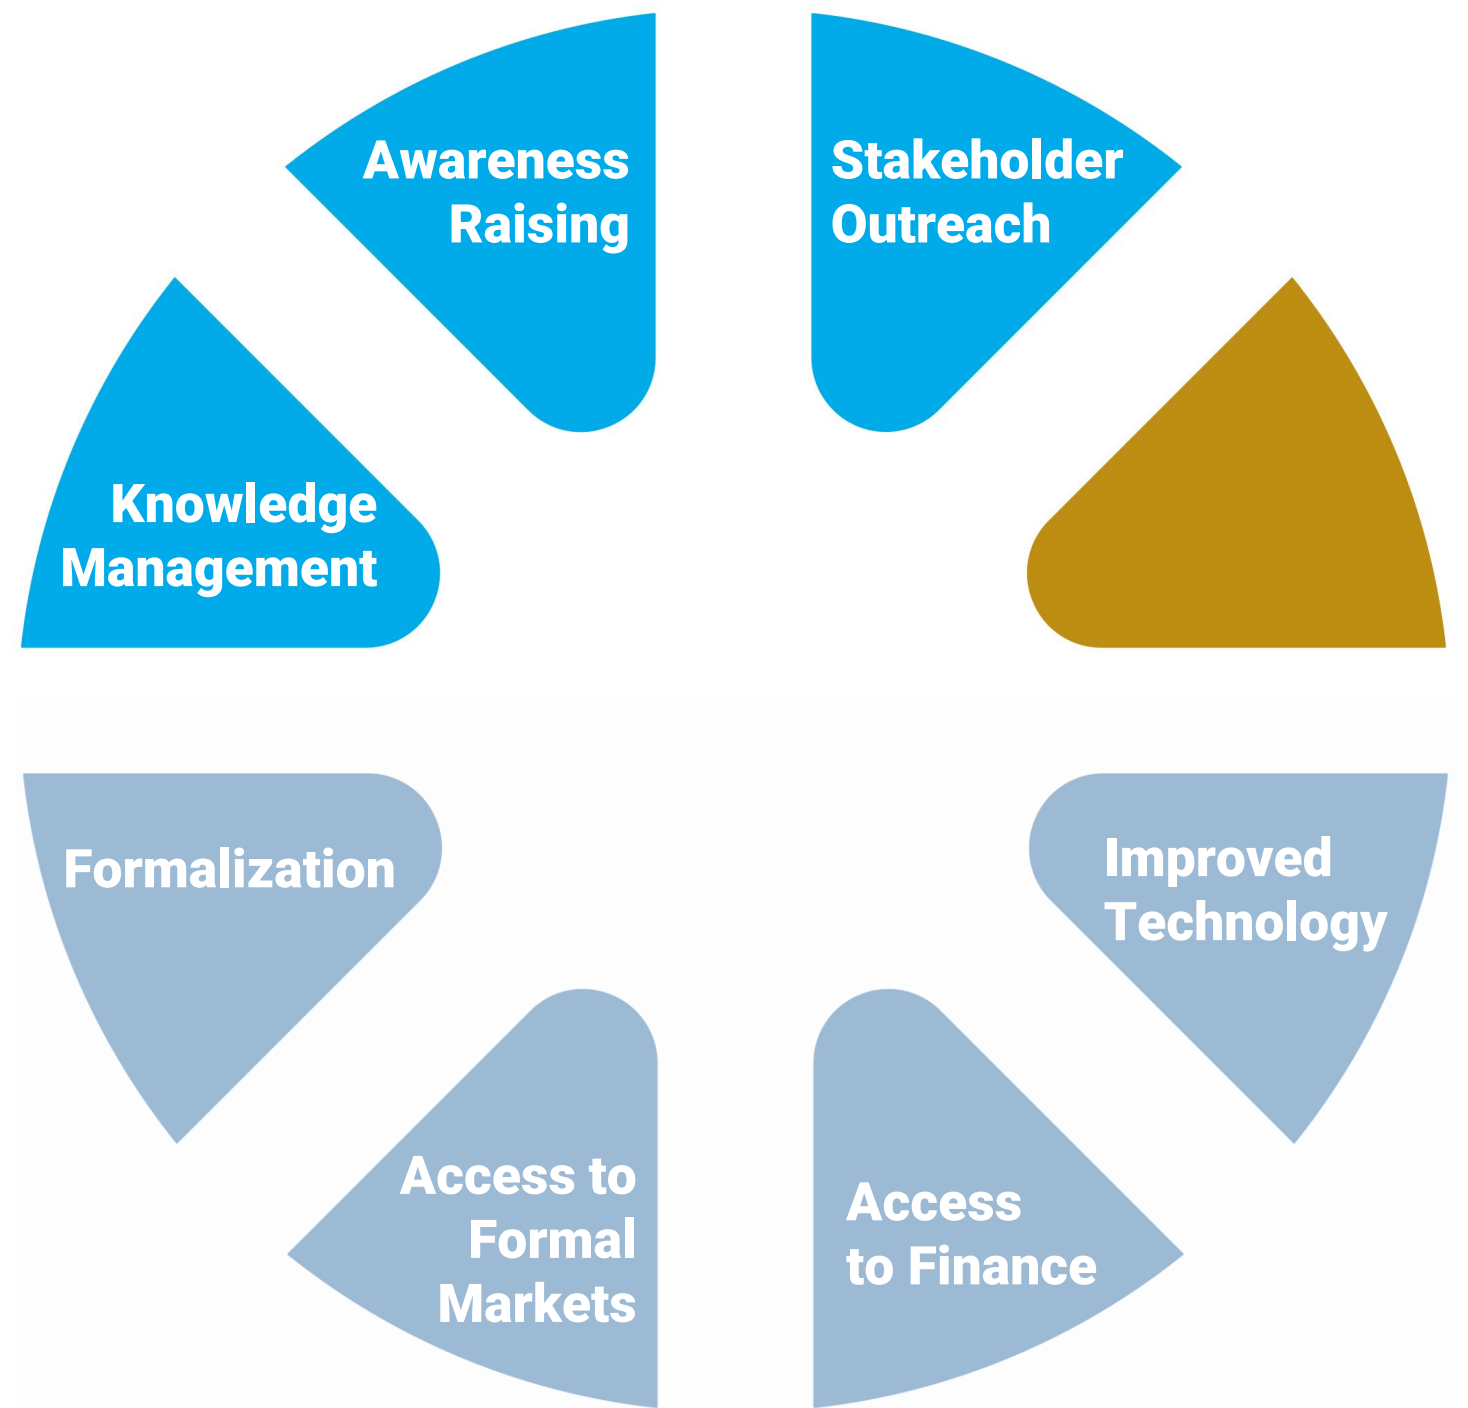 Awareness
Raising
Stakeholder
Outreach
Knowledge
Management
Formalization
Improved
Technology
Access to
Formal
Markets
Access
to Finance